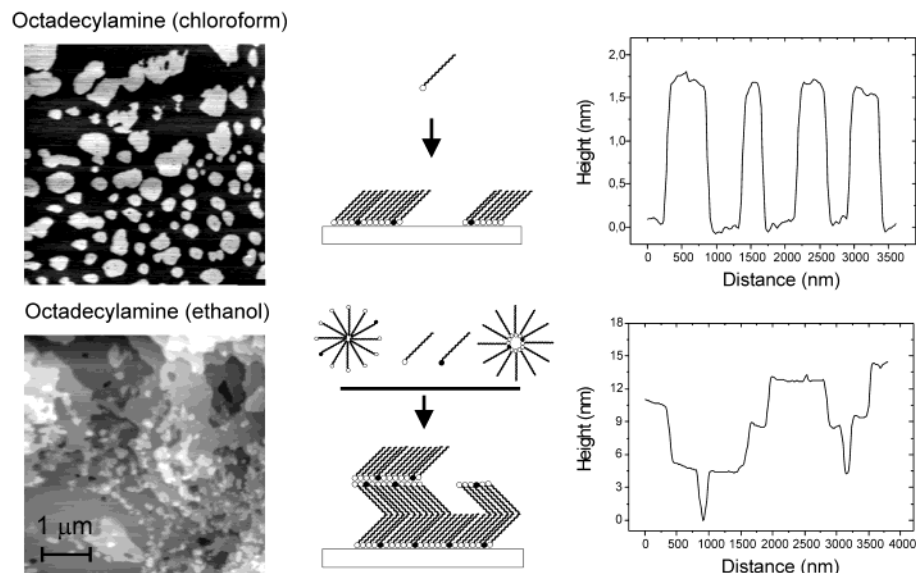 Octadecylamine (chloroform)
2,0
1,5
1,0
0,5
0,0
Height (nm)
0 500 1000 1500 2000 2500 3000 3500
Distance (nm)
Octadecylamine (ethanol)
1 μm
15
12
9
6
3
0
Height (nm)
0 500 1000 1500 2000 2500 3000 3500 4000
Distance (nm)